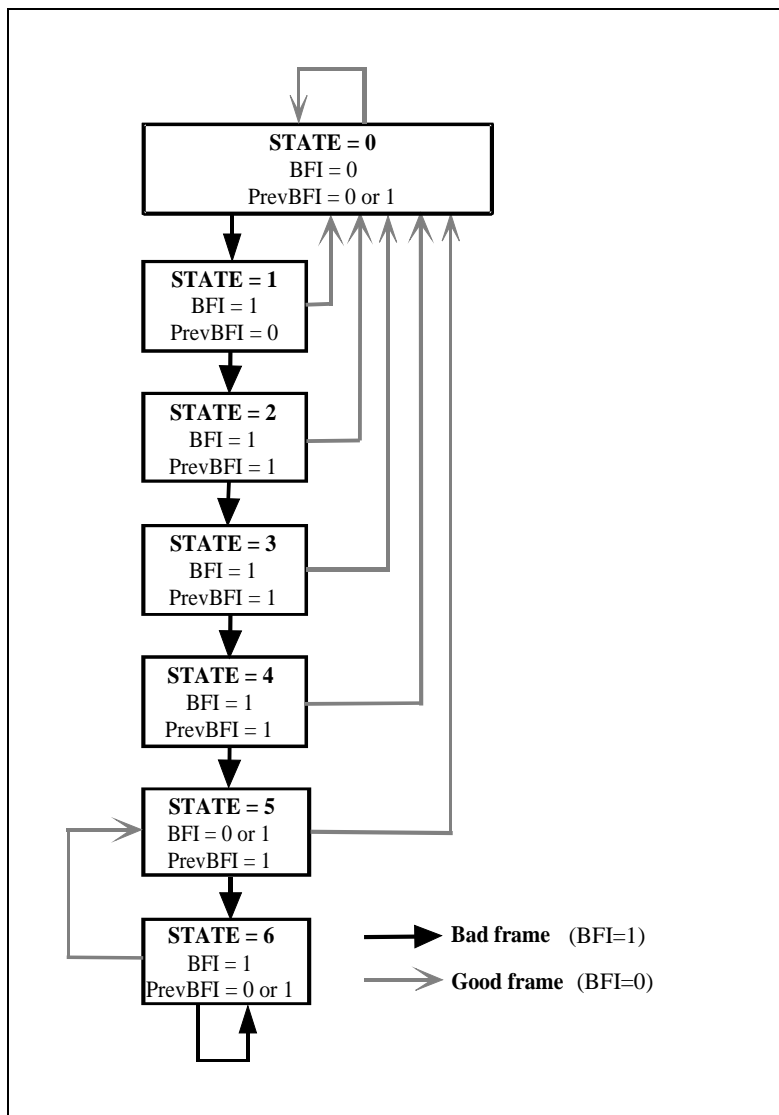 STATE = 0
BFI = 0
PrevBFI = 0 or 1
STATE = 1
BFI = 1
PrevBFI = 0
STATE = 2
BFI = 1
PrevBFI = 1
STATE = 3
BFI = 1
PrevBFI = 1
STATE = 4
BFI = 1
PrevBFI = 1
STATE = 5
BFI = 0 or 1
PrevBFI = 1
STATE = 6
BFI = 1
PrevBFI = 0 or 1
Bad frame (BFI=1)
Good frame (BFI=0)